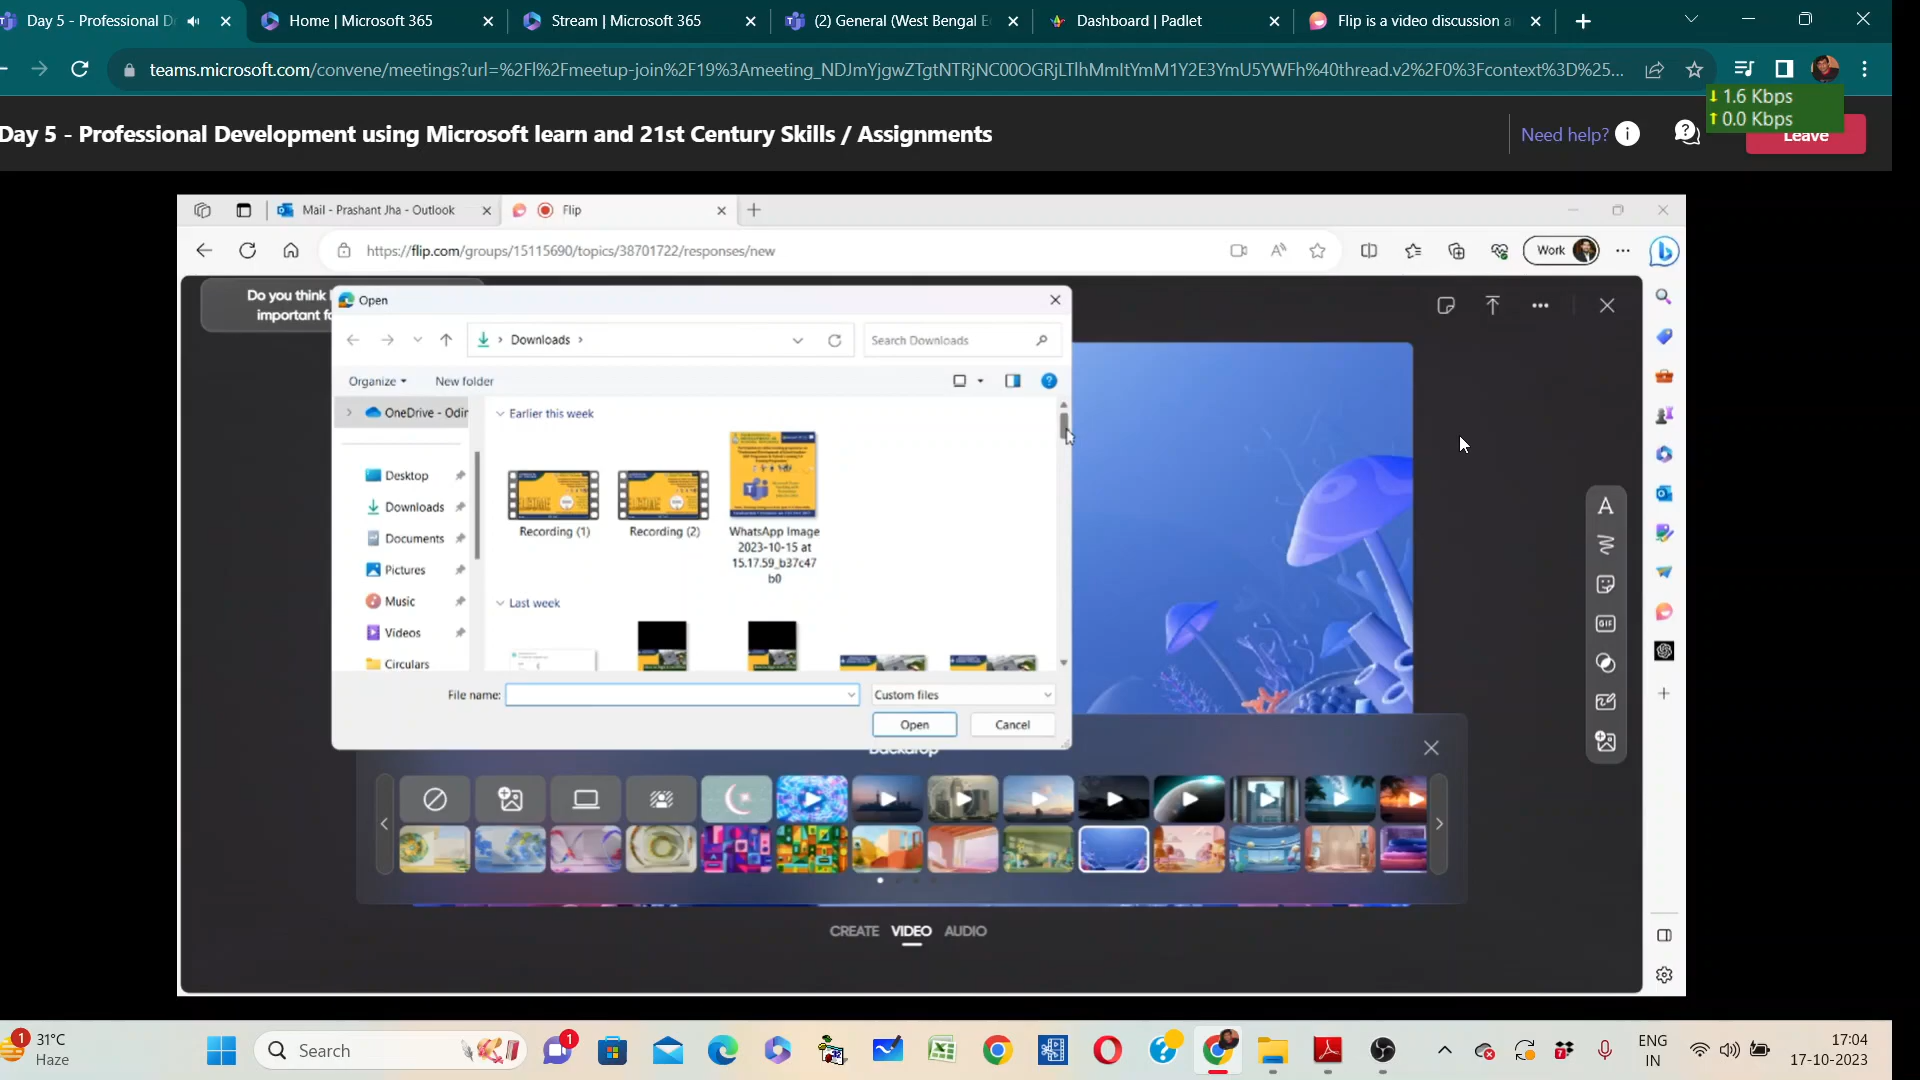 Day 5 - Professional D
Home | Microsoft 365
Stream | Microsoft 365
(2) General (West Bengal E
Dashboard | Padlet
Flip is a video discussion a
teams.microsoft.com/convene/meetings?url=%2Fl%2Fmeetup-join%2F19%3Ameeting_NDJmYjgwZTgtNTRjNC00OGRjLTlhMmItYmM1Y2E3YmU5YWFh%40thread.v2%2F0%3Fcontext%3D%25...
1.6 Kbps
0.0 Kbps
Day 5 - Professional Development using Microsoft learn and 21st Century Skills / Assignments
Need help?
Leave
Mail - Prashant Jha - Outlook
Flip
https://flip.com/groups/15115690/topics/38701722/responses/new
Work
Do you think
important fo
Open
Downloads
Search Downloads
Organize
New folder
OneDrive - Odir
Desktop
Downloads
Documents
Pictures
Music
Videos
Circulars
Earlier this week
Recording (1)
Recording (2)
WhatsApp Image
2023-10-15 at
15.17.59_b37c47
b0
Last week
File name:
Custom files
Open
Cancel
GIF
Backdrop
CREATE VIDEO AUDIO
1
31°C
Haze
Search
1
7
ENG
IN
17:04
17-10-2023